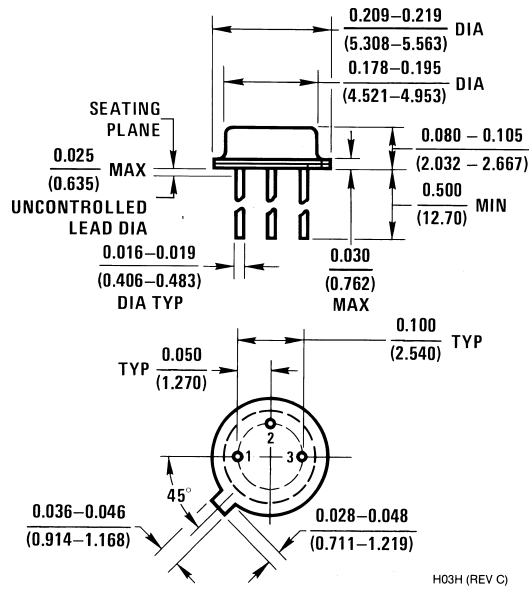 0.209–0.219 DIA
(5.308–5.563)
0.178–0.195 DIA
(4.521–4.953)
SEATING
PLANE
0.025 MAX
(0.635)
UNCONTROLLED
LEAD DIA
0.080 – 0.105
(2.032 – 2.667)
0.500 MIN
(12.70)
0.016–0.019
(0.406–0.483)
DIA TYP
0.030
(0.762)
MAX
0.100 TYP
(2.540)
TYP 0.050
(1.270)
2
1
3
45°
0.036–0.046
(0.914–1.168)
0.028–0.048
(0.711–1.219)
H03H (REV C)